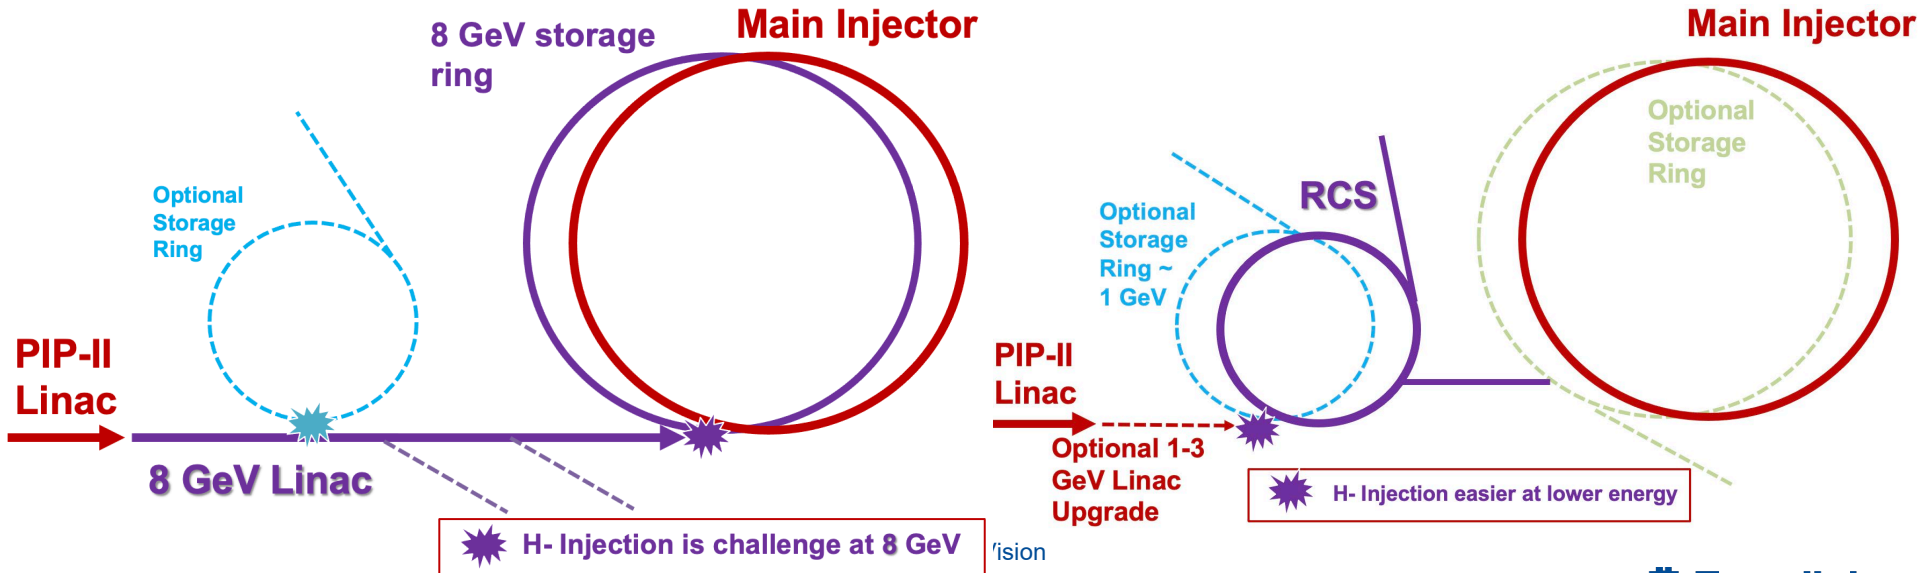 8 GeV storage
ring
Main Injector
Optional
Storage
Ring
PIP-II
Linac
8 GeV Linac
H- Injection is challenge at 8 GeV
Main Injector
Optional
Storage
Ring
RCS
Optional
Storage
Ring ~
1 GeV
PIP-II
Linac
Optional 1-3
GeV Linac
Upgrade
H- Injection easier at lower energy